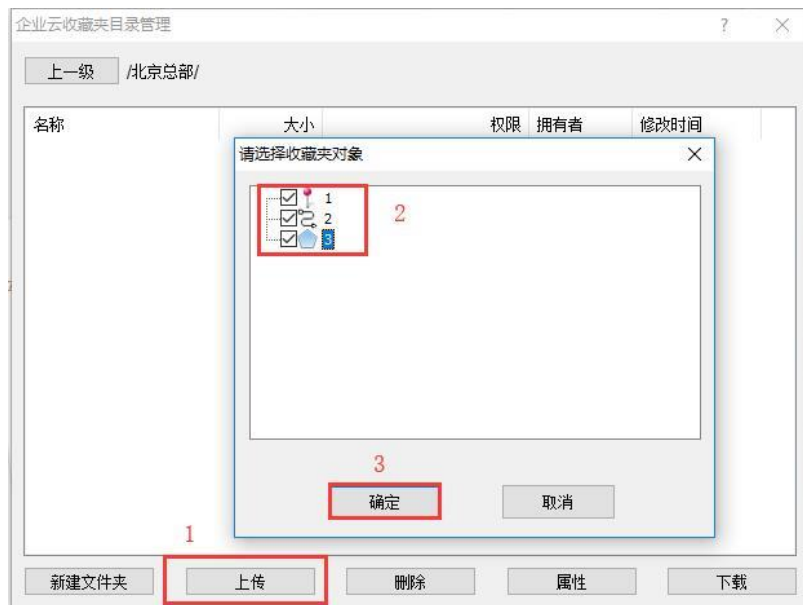 企业云收藏夹目录管理
上一级 /北京总部/
名称 大小 权限 拥有者 修改时间
请选择收藏夹对象
1
2
3
2
3
确定 取消
1
新建文件夹 上传 删除 属性 下载